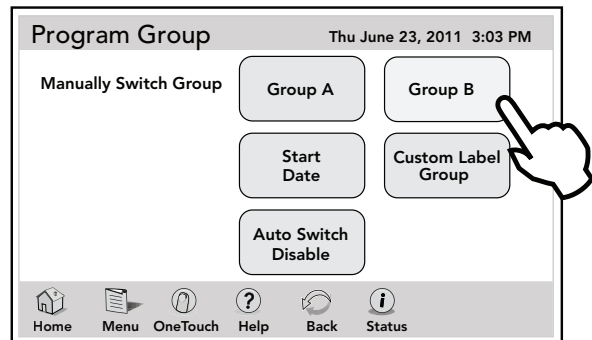 Program Group Thu June 23, 2011 3:03 PM
Manually Switch Group Group A Group B
Start
Date
Custom Label
Group
Auto Switch
Disable
? i
Home Menu OneTouch Help Back Status